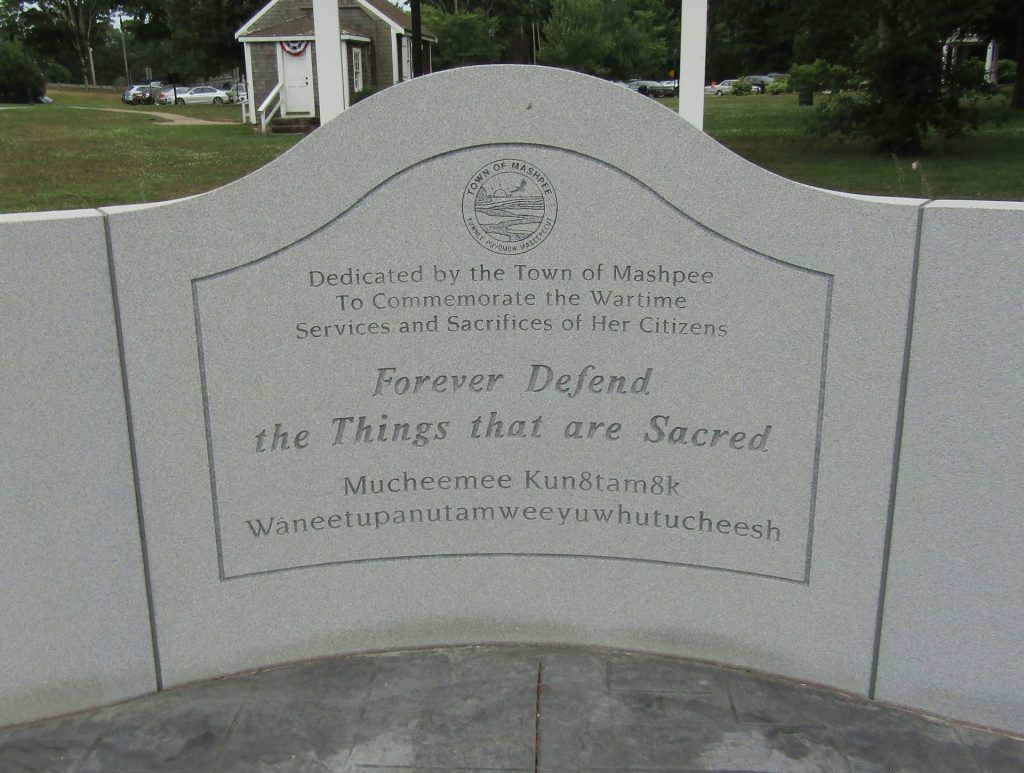 TOWN OF MASHPEE
Dedicated by the Town of Mashpee
To Commemorate the Wartime
Services and Sacrifices of Her Citizens
Forever Defend
the Things that are Sacred
Mucheemee Kun8tam8k
Wâneetupanutamweeyuwhutucheesh